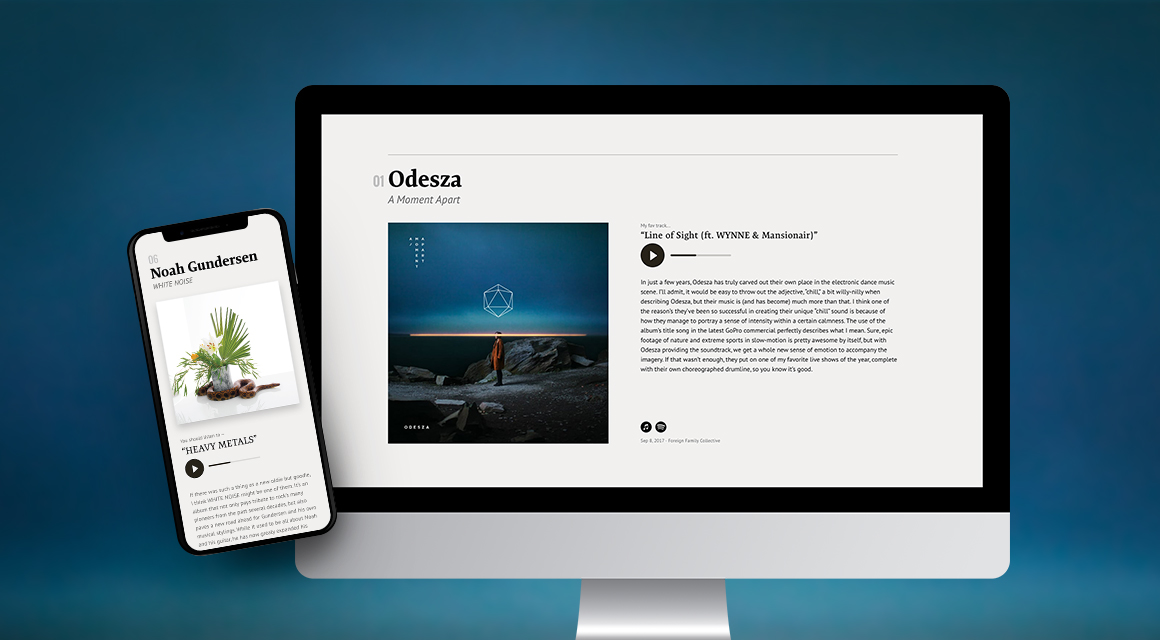 01 Odesza
A Moment Apart
A MOMENT APART
ODESZA
My fav track...
“Line of Sight (ft. WYNNE & Mansionair)”
In just a few years, Odesza has truly carved out their own place in the electronic dance music
scene. I'll admit, it would be easy to throw out the adjective, “chill,” a bit willy-nilly when
describing Odesza, but their music is (and has become) much more than that. I think one of
the reason's they've been so successful in creating their unique “chill” sound is because of
how they manage to portray a sense of intensity within a certain calmness. The use of the
album's title song in the latest GoPro commercial perfectly describes what I mean. Sure, epic
footage of nature and extreme sports in slow-motion is pretty awesome by itself, but with
Odesza providing the soundtrack, we get a whole new sense of emotion to accompany the
imagery. If that wasn't enough, they put on one of my favorite live shows of the year, complete
with their own choreographed drumline, so you know it's good.
Sep 8, 2017 - Foreign Family Collective
06
Noah Gundersen
WHITE NOISE
You should listen to –
“HEAVY METALS”
If there was such a thing as a new oldie but goodie,
I think WHITE NOISE might be one of them. It's an
album that not only pays tribute to rock's many
pioneers from the past several decades, but also
paves a new road ahead for Gundersen and his own
musical stylings. While it used to be all about Noah
and his guitar, he has now greatly expanded his